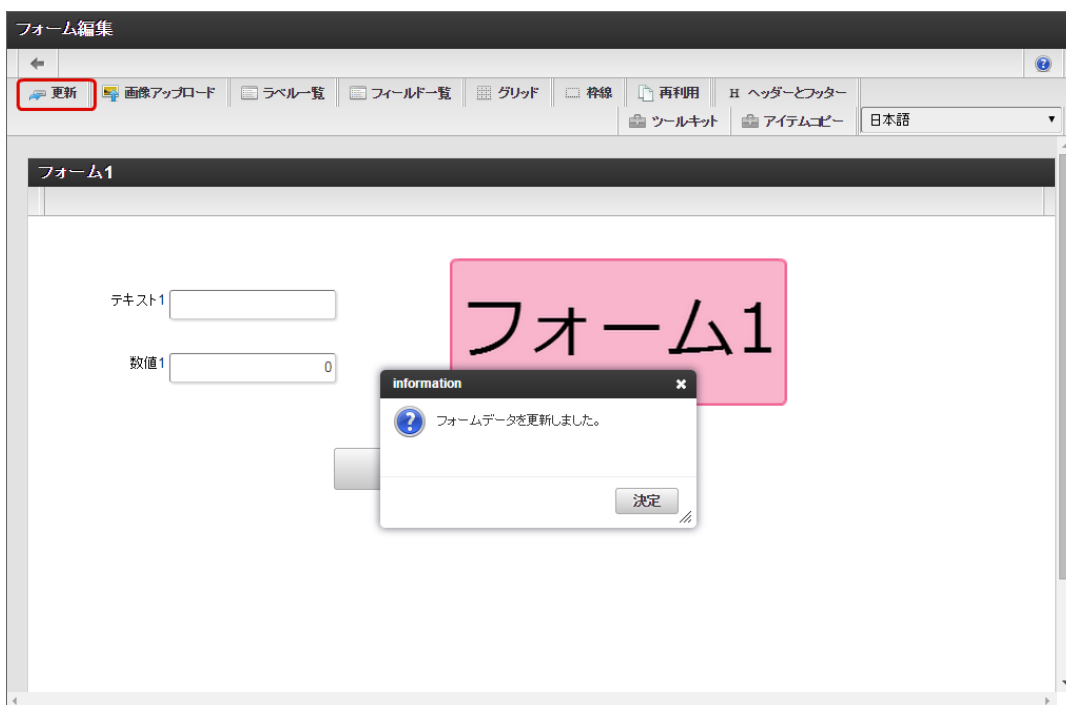 フォーム編集
更新 画像アップロード ラベル一覧 フィールド一覧 グリッド 枠線 再利用 H ヘッダーとフッター
ツールキット アイテムコピー 日本語
フォーム1
テキスト1
フォーム1
数値1 0
information
フォームデータを更新しました。
決定